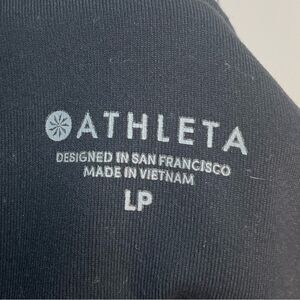 ATHLETA
DESIGNED IN SAN FRANCISCO
MADE IN VIETNAM
LP